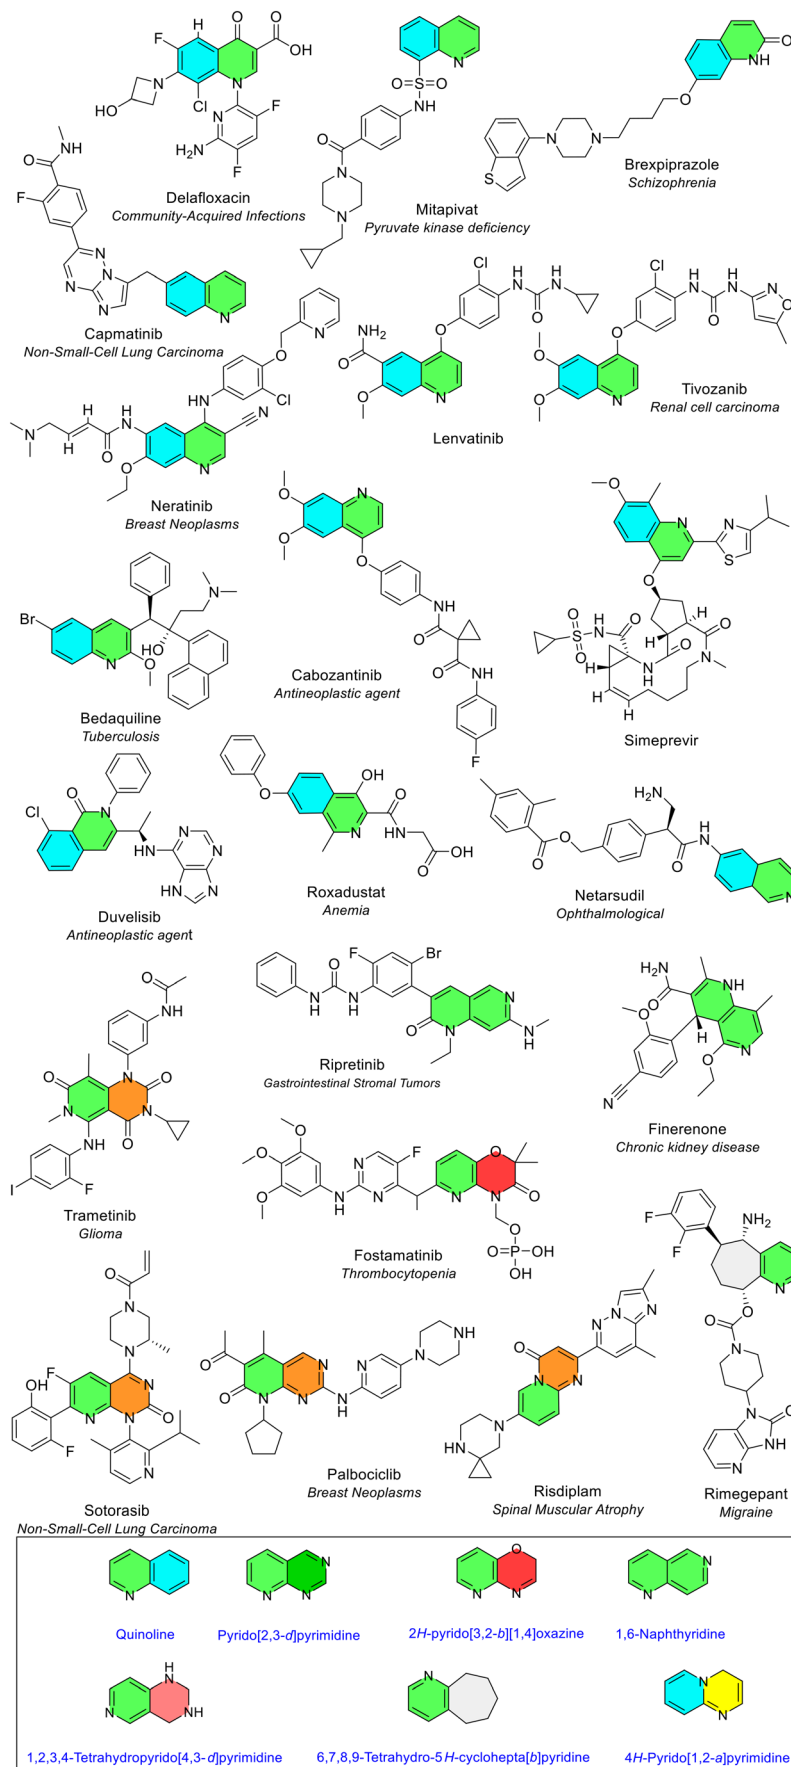 Delafloxacin
Community-Acquired Infections
Mitapivat
Pyruvate kinase deficiency
Brexpiprazole
Schizophrenia
Capmatinib
Non-Small-Cell Lung Carcinoma
Lenvatinib
Tivozanib
Renal cell carcinoma
Neratinib
Breast Neoplasms
Cabozantinib
Antineoplastic agent
Simeprevir
Bedaquiline
Tuberculosis
Duvelisib
Antineoplastic agent
Roxadustat
Anemia
Netarsudil
Ophthalmological
Ripretinib
Gastrointestinal Stromal Tumors
Finerenone
Chronic kidney disease
Trametinib
Glioma
Fostamatinib
Thrombocytopenia
Sotorasib
Non-Small-Cell Lung Carcinoma
Palbociclib
Breast Neoplasms
Risdiplam
Spinal Muscular Atrophy
Rimegepant
Migraine
Quinoline
Pyrido[2,3-d]pyrimidine
2H-pyrido[3,2-b][1,4]oxazine
1,6-Naphthyridine
1,2,3,4-Tetrahydropyrido[4,3-d]pyrimidine
6,7,8,9-Tetrahydro-5H-cyclohepta[b]pyridine
4H-Pyrido[1,2-a]pyrimidine